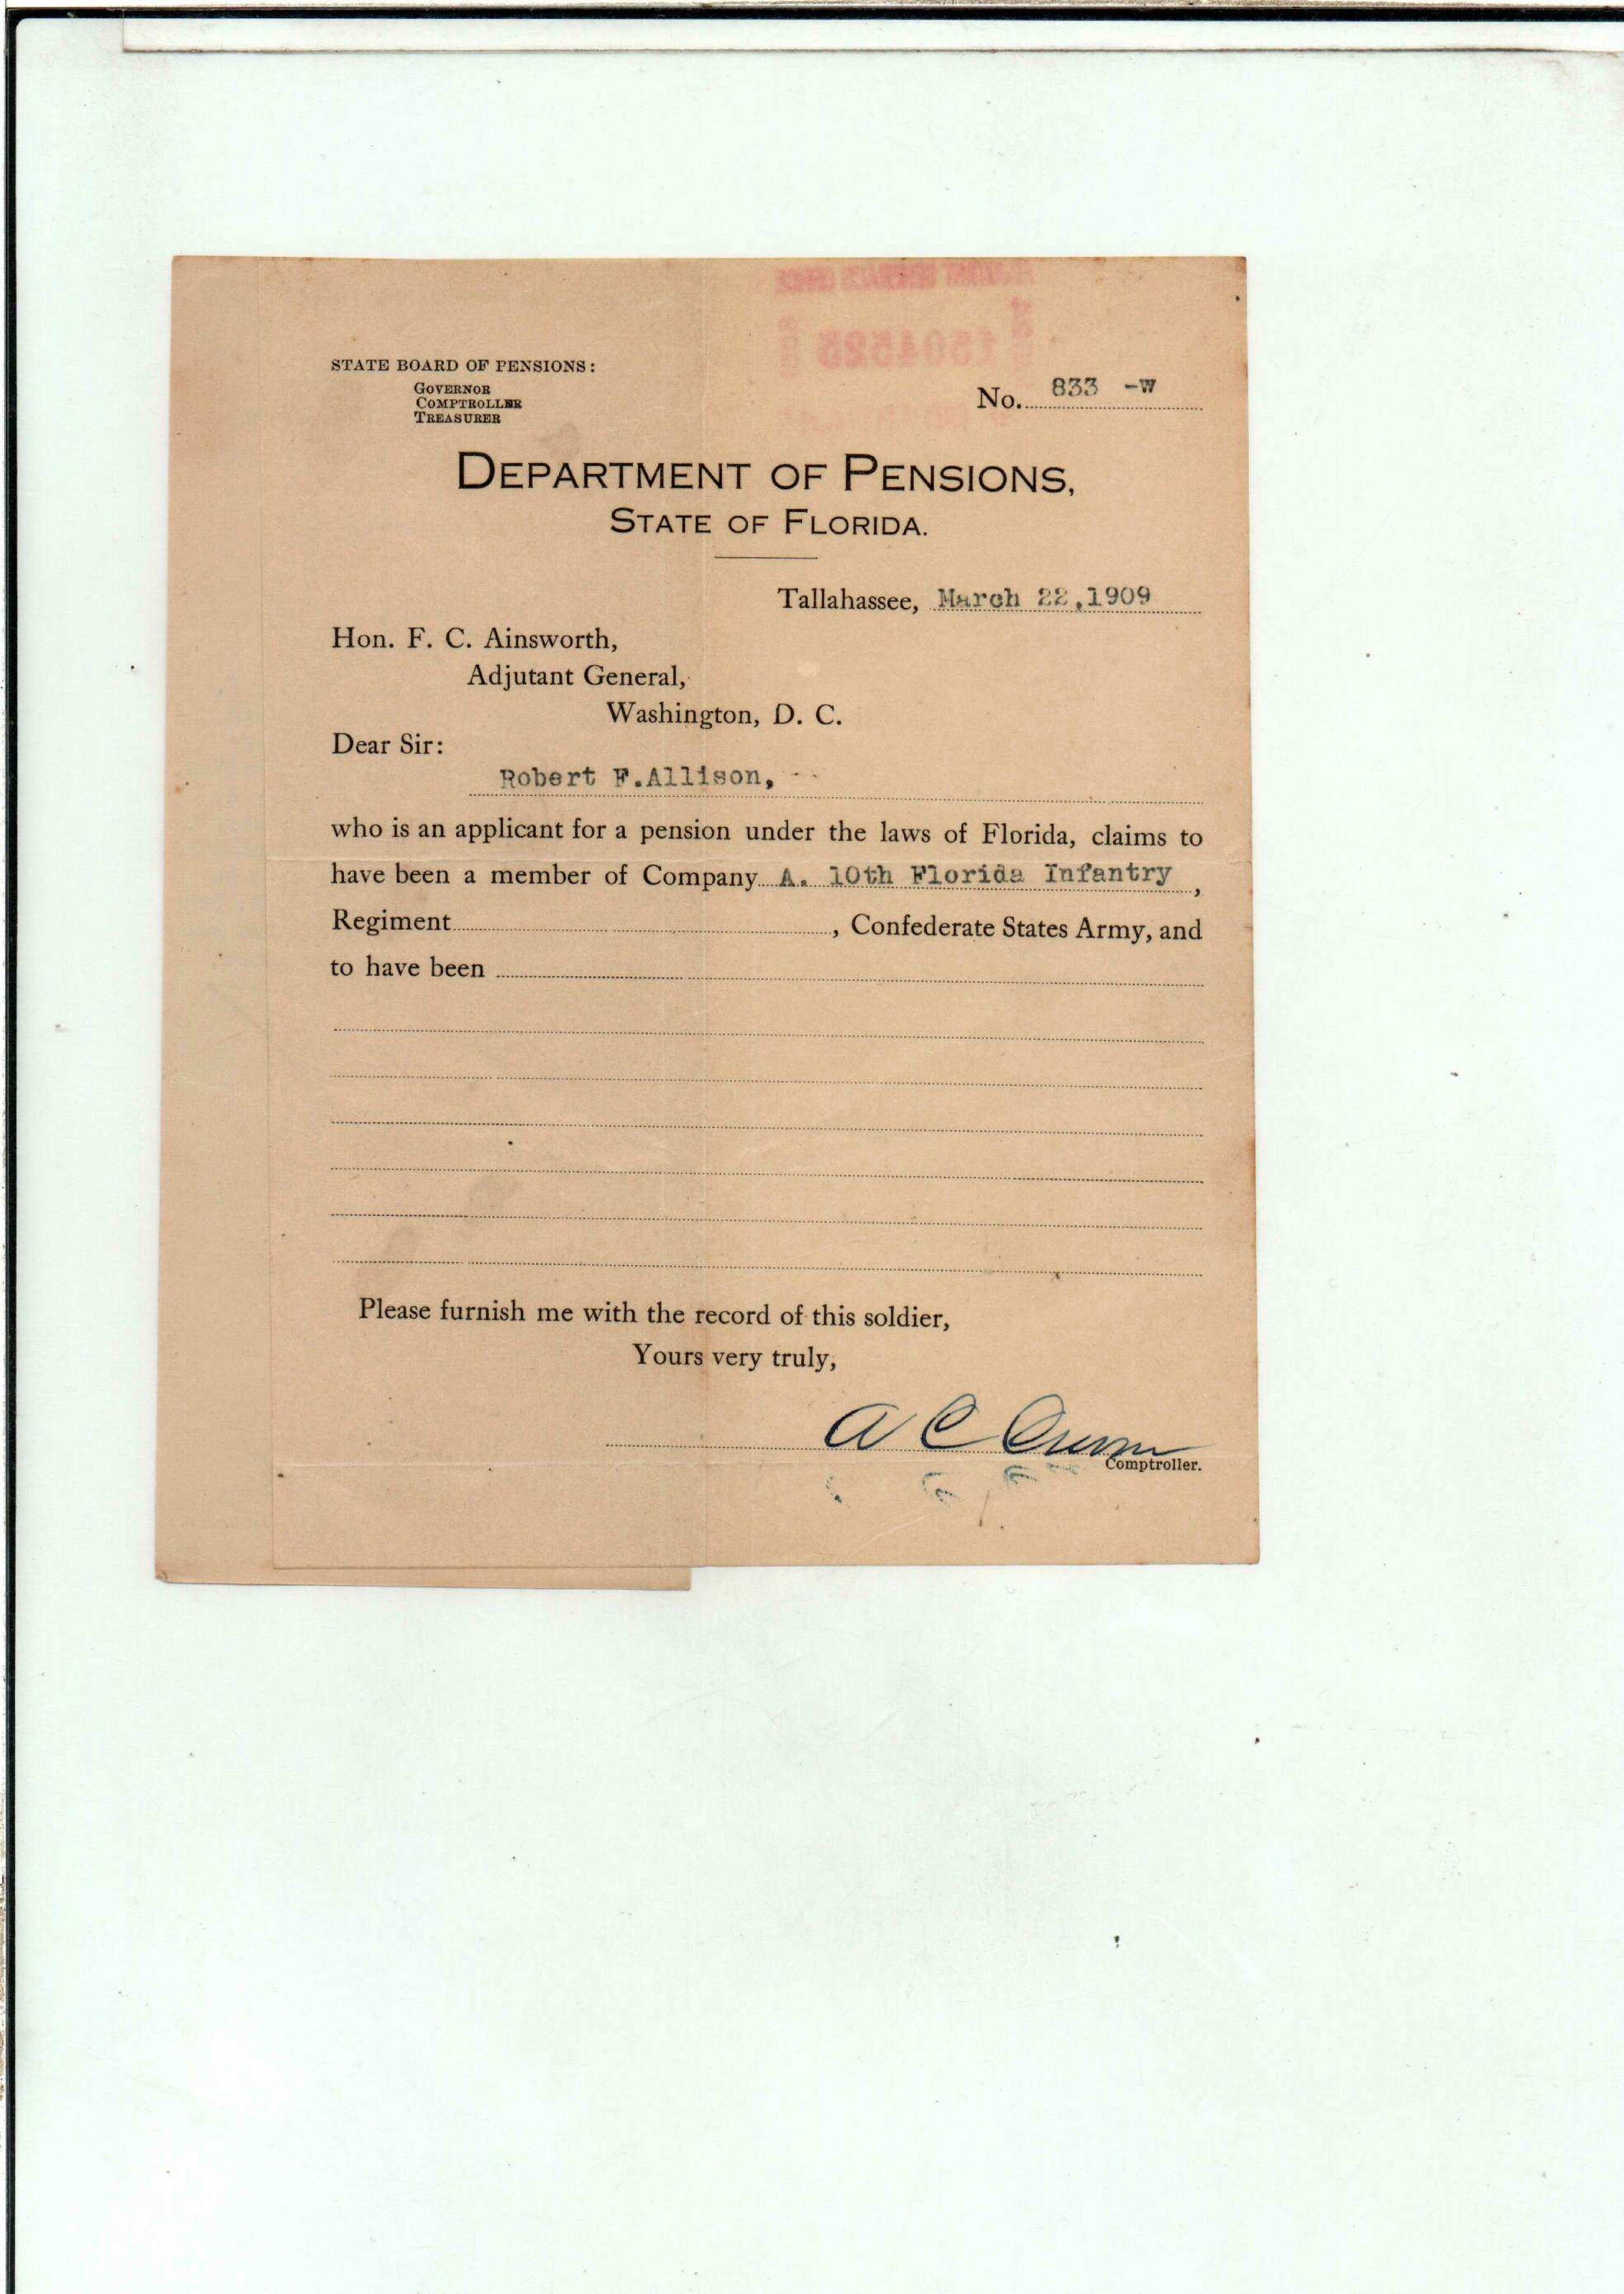 STATE BOARD OF PENSIONS:
GOVERNOR
COMPTROLLER
TREASURER
No. 833 -W
DEPARTMENT OF PENSIONS,
STATE OF FLORIDA.
Tallahassee, March 22,1909
Hon. F. C. Ainsworth,
Adjutant General,
Washington, D. C.
Dear Sir:
Robert F.Allison,
who is an applicant for a pension under the laws of Florida, claims to
have been a member of Company A. 10th Florida Infantry,
Regiment, Confederate States Army, and
to have been
Please furnish me with the record of this soldier,
Yours very truly,
A C Croom
Comptroller.